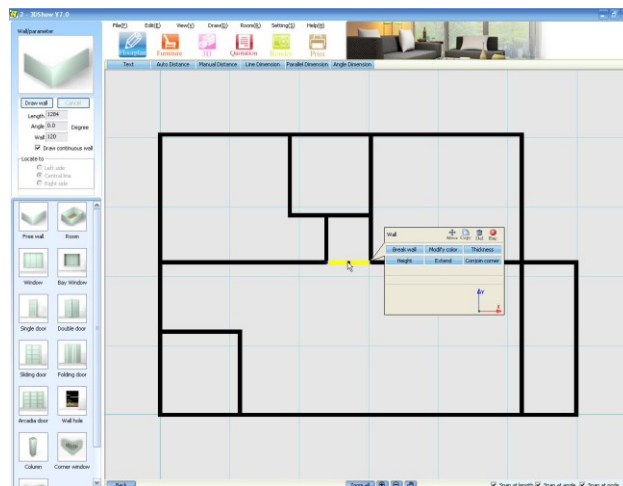 2 - 3DShow V7.0
File(F) Edit(E) View(V) Draw(D) Room(R) Setting(S) Help(H)
Wall/parameter
Floorplan Furniture 3D Quotation Render Print
Text Auto Distance Manual Distance Line Dimension Parallel Dimension Angle Dimension
Draw wall Cancel
Length 1284
Angle 0.0 Degree
Wall 120
Draw continuous wall
Locate to
Left side
Central line
Right side
Free wall Room
Window Bay Window
Single door Double door
Sliding door Folding door
Arcadia door Wall hole
Column Corner window
Wall
Move Copy Del Esc
Break wall Modify color Thickness
Height Extend Conjoin corner
Y
X
Back Zoom all Snap at length Snap at angle Snap at node